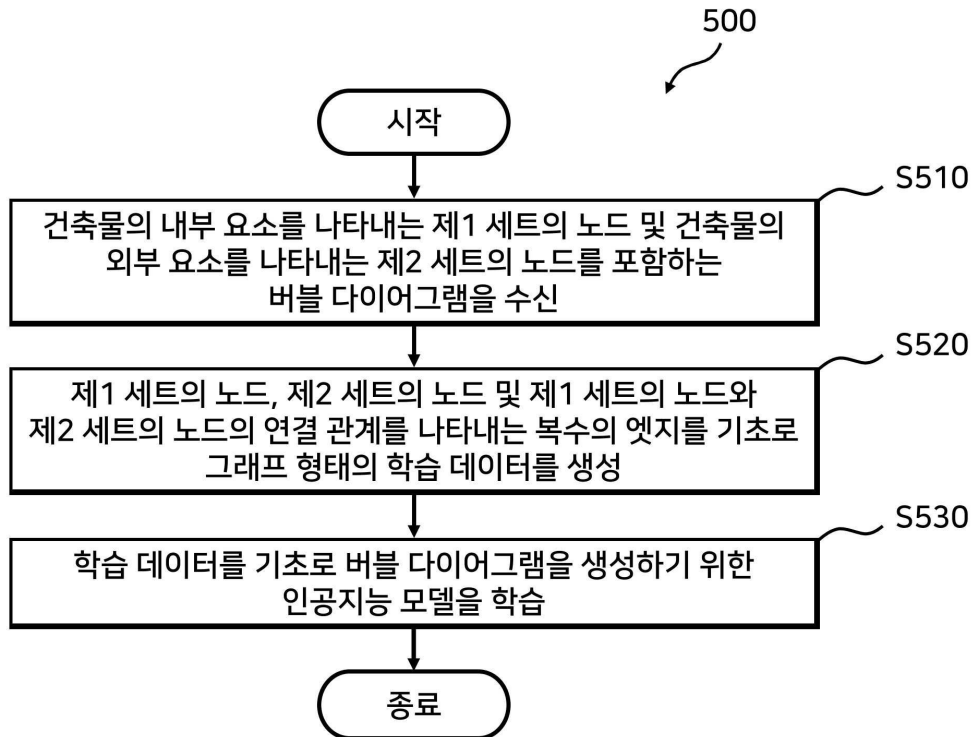 500
시작
S510
건축물의 내부 요소를 나타내는 제1 세트의 노드 및 건축물의
외부 요소를 나타내는 제2 세트의 노드를 포함하는
버블 다이어그램을 수신
S520
제1 세트의 노드, 제2 세트의 노드 및 제1 세트의 노드와
제2 세트의 노드의 연결 관계를 나타내는 복수의 엣지를 기초로
그래프 형태의 학습 데이터를 생성
S530
학습 데이터를 기초로 버블 다이어그램을 생성하기 위한
인공지능 모델을 학습
종료